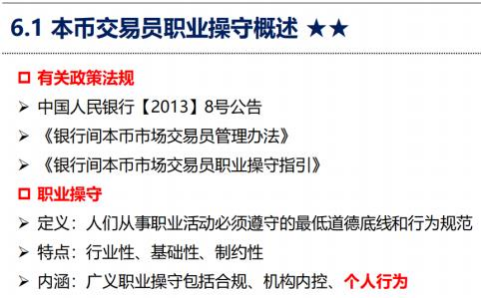 6.1 本币交易员职业操守概述 ★★
有关政策法规
中国人民银行【2013】8号公告
《银行间本币市场交易员管理办法》
《银行间本币市场交易员职业操守指引》
职业操守
定义：人们从事职业活动必须遵守的最低道德底线和行为规范
特点：行业性、基础性、制约性
内涵：广义职业操守包括合规、机构内控、个人行为